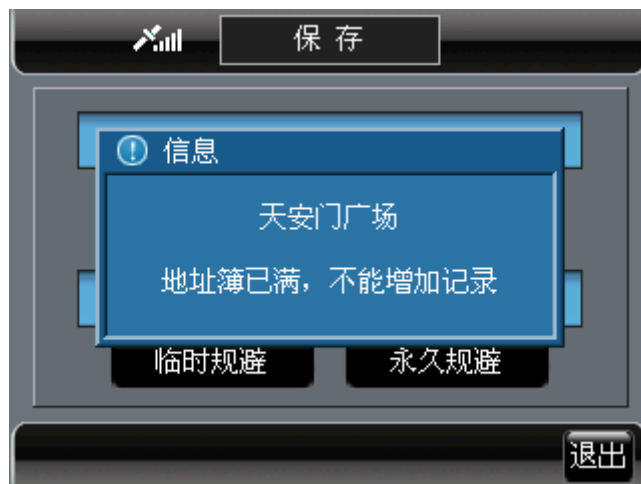 保存
信息
天安门广场
地址簿已满，不能增加记录
临时规避
永久规避
退出